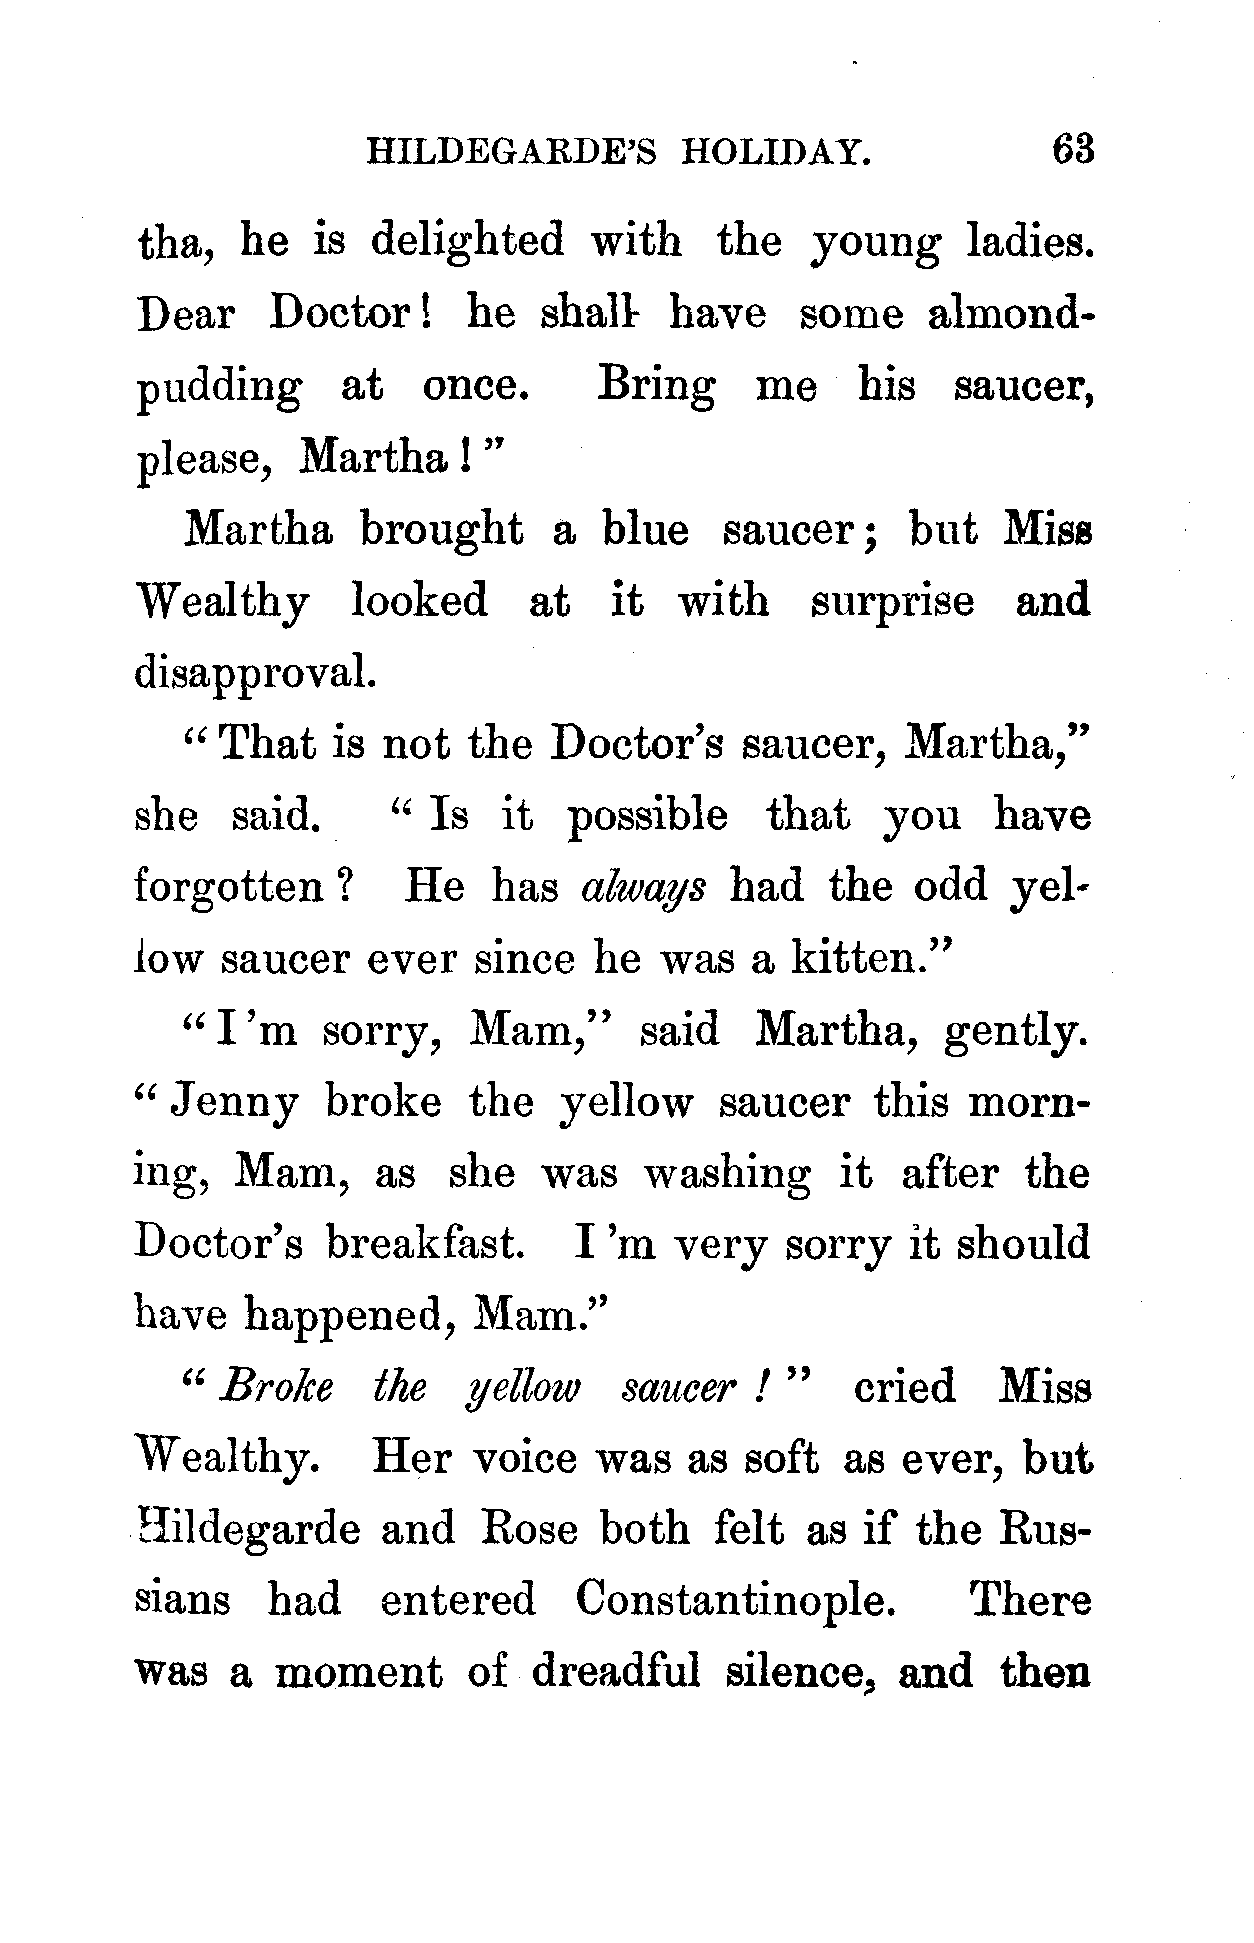 HILDEGARDE'S HOLIDAY. 63
tha, he is delighted with the young ladies.
Dear Doctor! he shall have some almond-
pudding at once. Bring me his saucer,
please, Martha!"
Martha brought a blue saucer; but Miss
Wealthy looked at it with surprise and
disapproval.
"That is not the Doctor's saucer, Martha,"
she said. "Is it possible that you have
forgotten? He has always had the odd yel-
low saucer ever since he was a kitten."
"I'm sorry, Mam," said Martha, gently.
"Jenny broke the yellow saucer this morn-
ing, Mam, as she was washing it after the
Doctor's breakfast. I'm very sorry it should
have happened, Mam."
"Broke the yellow saucer!" cried Miss
Wealthy. Her voice was as soft as ever, but
Hildegarde and Rose both felt as if the Rus-
sians had entered Constantinople. There
was a moment of dreadful silence, and then